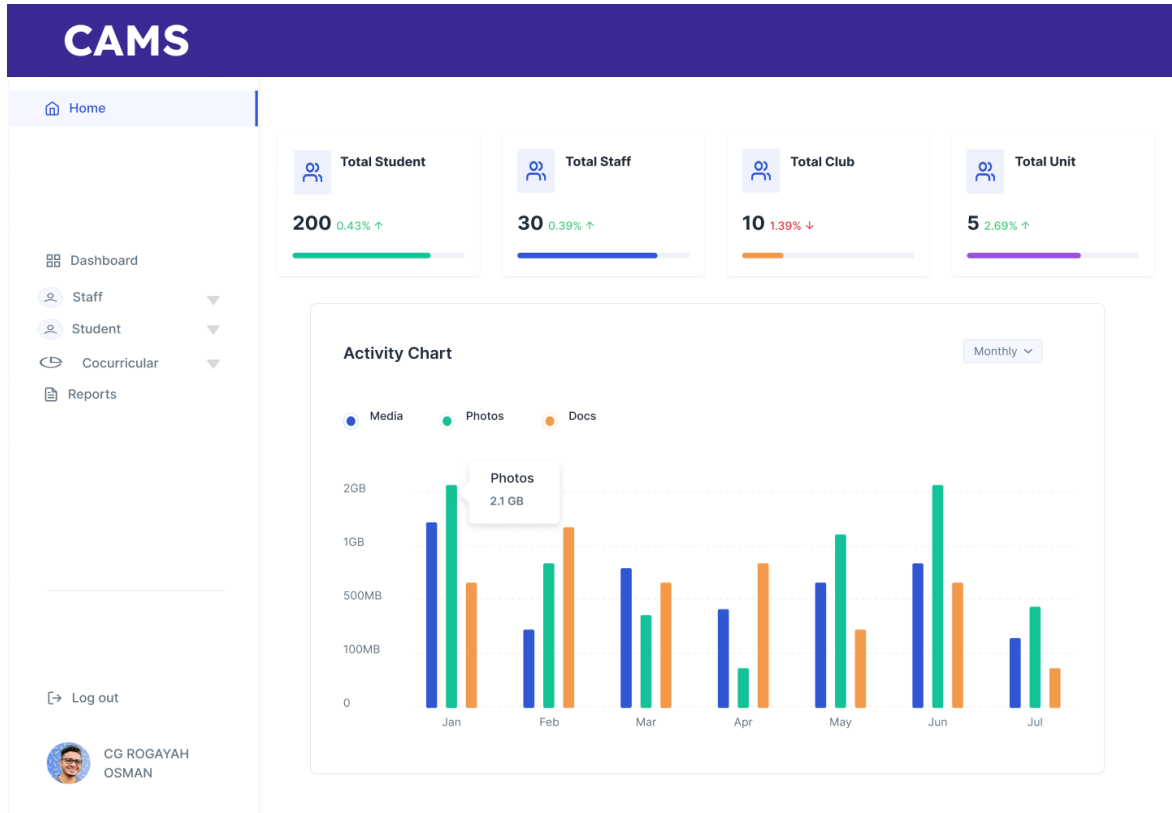 CAMS
Home
Total Student
200 0.43% ↑
Total Staff
30 0.39% ↑
Total Club
10 1.39% ↓
Total Unit
5 2.69% ↑
Dashboard
Staff
Student
Cocurricular
Reports
Log out
CG ROGAYAH
OSMAN
Activity Chart
Monthly
Media Photos Docs
Photos
2.1 GB
2GB
1GB
500MB
100MB
0
Jan Feb Mar Apr May Jun Jul